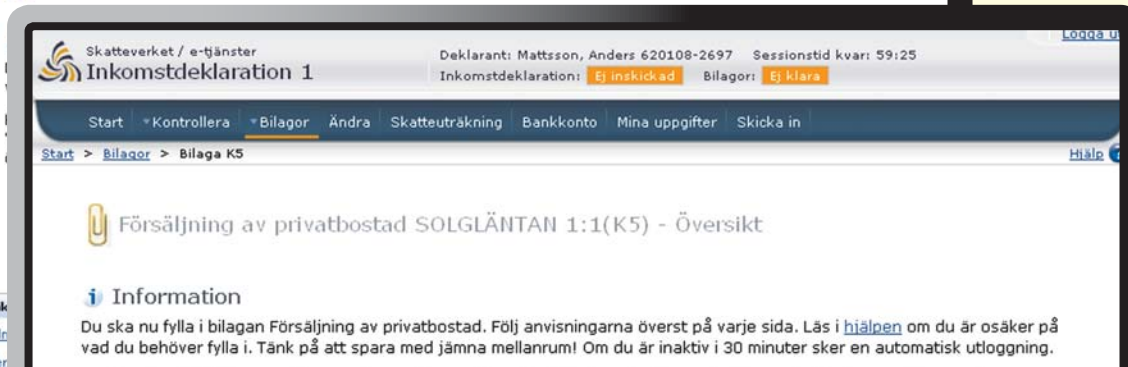 Logga u
Skatteverket / e-tjänster
Inkomstdeklaration 1
Deklarant: Mattsson, Anders 620108-2697 Sessionstid kvar: 59:25
Inkomstdeklaration: Ej inskickad Bilagor: Ej klara
Start Kontrollera Bilagor Ändra Skatteuträkning Bankkonto Mina uppgifter Skicka in
Start > Bilagor > Bilaga K5
Hjälp
Försäljning av privatbostad SOLGLÄNTAN 1:1(K5) - Översikt
Information
Du ska nu fylla i bilagan Försäljning av privatbostad. Följ anvisningarna överst på varje sida. Läs i hjälpen om du är osäker på
vad du behöver fylla i. Tänk på att spara med jämna mellanrum! Om du är inaktiv i 30 minuter sker en automatisk utloggning.